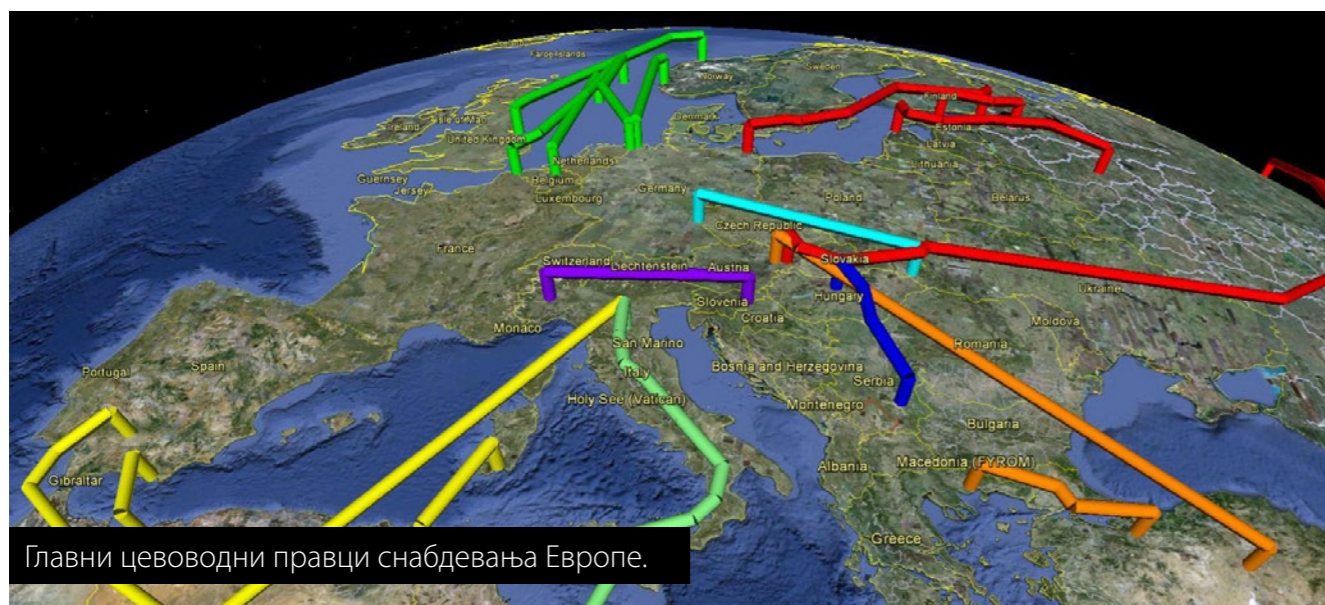 Faroe Islands
Norway
Sweden
Finland
Ireland
Isle of Man
United Kingdom
Denmark
Estonia
Latvia
Lithuania
Netherlands
Guernsey
Jersey
Belgium
Luxembourg
Germany
Poland
Belarus
Czech Republic
France
Switzerland
Liechtenstein
Austria
Slovakia
Ukraine
Slovenia
Hungary
Croatia
Moldova
Monaco
San Marino
Romania
Portugal
Spain
Italy
Bosnia and Herzegovina
Serbia
Holy See (Vatican)
Montenegro
Bulgaria
Gibraltar
Albania
Macedonia (FYROM)
Greece
Главни цевоводни правци снабдевања Европе.